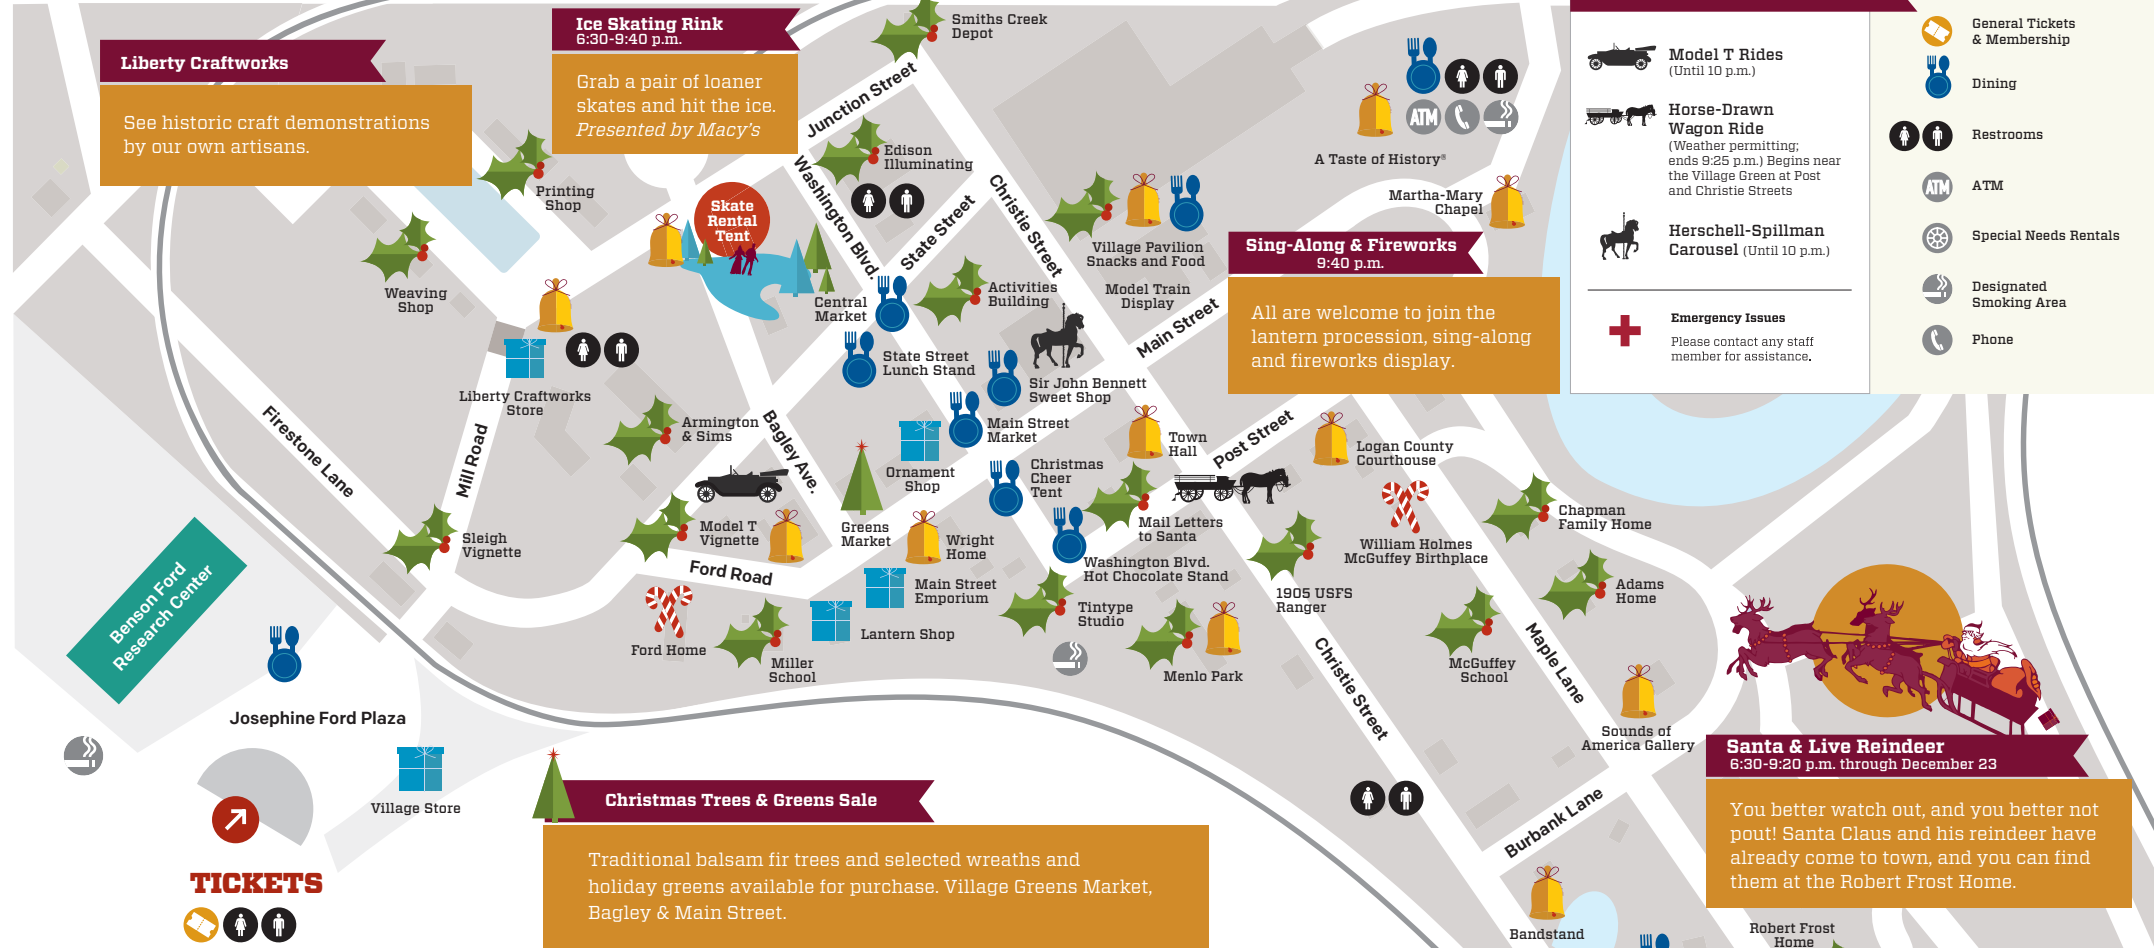 Liberty Craftworks
See historic craft demonstrations
by our own artisans.
Ice Skating Rink
6:30-9:40 p.m.
Grab a pair of loaner
skates and hit the ice.
Presented by Macy's
Smiths Creek
Depot
Junction Street
Edison
Illuminating
Printing
Shop
Skate
Rental
Tent
Washington Blvd.
State Street
Christie Street
Weaving
Shop
Central
Market
Activities
Building
Village Pavilion
Snacks and Food
Model Train
Display
Main Street
A Taste of History®
ATM
Martha-Mary
Chapel
Sing-Along & Fireworks
9:40 p.m.
All are welcome to join the
lantern procession, sing-along
and fireworks display.
Model T Rides
(Until 10 p.m.)
Horse-Drawn
Wagon Ride
(Weather permitting;
ends 9:25 p.m.) Begins near
the Village Green at Post
and Christie Streets
Herschell-Spillman
Carousel (Until 10 p.m.)
Emergency Issues
Please contact any staff
member for assistance.
General Tickets
& Membership
Dining
Restrooms
ATM
ATM
Special Needs Rentals
Designated
Smoking Area
Phone
State Street
Lunch Stand
Sir John Bennett
Sweet Shop
Liberty Craftworks
Store
Firestone Lane
Mill Road
Armington
& Sims
Bagley Ave.
Main Street
Market
Ornament
Shop
Christmas
Cheer
Tent
Town
Hall
Post Street
Logan County
Courthouse
Sleigh
Vignette
Model T
Vignette
Greens
Market
Wright
Home
Mail Letters
to Santa
William Holmes
McGuffey Birthplace
Chapman
Family Home
Ford Road
Washington Blvd.
Hot Chocolate Stand
Main Street
Emporium
1905 USFS
Ranger
Adams
Home
Benson Ford
Research Center
Tintype
Studio
Lantern Shop
Ford Home
Miller
School
Menlo Park
Christie Street
McGuffey
School
Maple Lane
Josephine Ford Plaza
Sounds of
America Gallery
Village Store
TICKETS
Christmas Trees & Greens Sale
Traditional balsam fir trees and selected wreaths and
holiday greens available for purchase. Village Greens Market,
Bagley & Main Street.
Burbank Lane
Santa & Live Reindeer
6:30-9:20 p.m. through December 23
You better watch out, and you better not
pout! Santa Claus and his reindeer have
already come to town, and you can find
them at the Robert Frost Home.
Bandstand
Robert Frost
Home